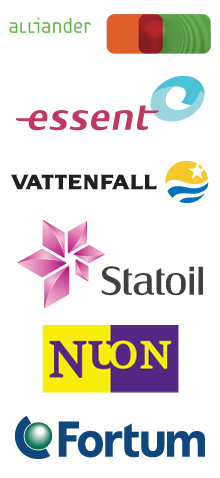 alliander
essent
VATTENFALL
Statoil
NUON
Fortum